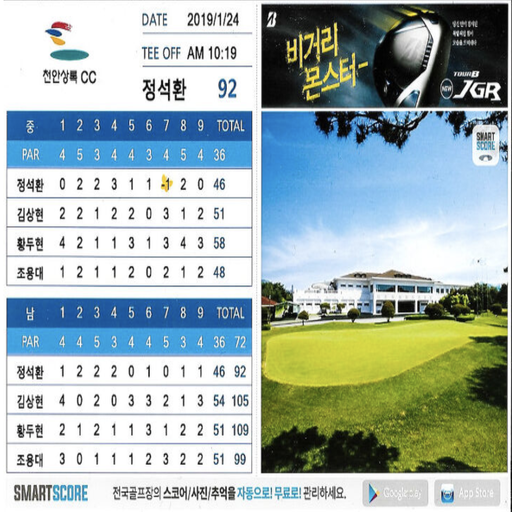 천안상록 CC
DATE 2019/1/24
TEE OFF AM 10:19
정석환 92
중 1 2 3 4 5 6 7 8 9 TOTAL
PAR 4 5 3 4 4 3 4 5 4 36
정석환 0 2 2 3 1 1 -1 2 0 46
김상현 2 2 1 2 2 0 3 1 2 51
황두현 4 2 1 1 3 1 3 4 3 58
조용대 1 2 1 1 2 0 2 1 2 48
남 1 2 3 4 5 6 7 8 9 TOTAL
PAR 4 4 5 3 4 4 5 3 4 36 72
정석환 1 2 2 2 0 1 0 1 1 46 92
김상현 4 0 2 0 3 3 2 1 3 54 105
황두현 2 1 2 1 1 3 1 2 2 51 109
조용대 3 0 1 1 1 2 3 2 2 51 99
비거리
몬스터
TOUR B
NEW JGR
SMART
SCORE
SMARTSCORE 전국골프장의 스코어/사진/추억을 자동으로! 무료로! 관리하세요.
Google play
App Store